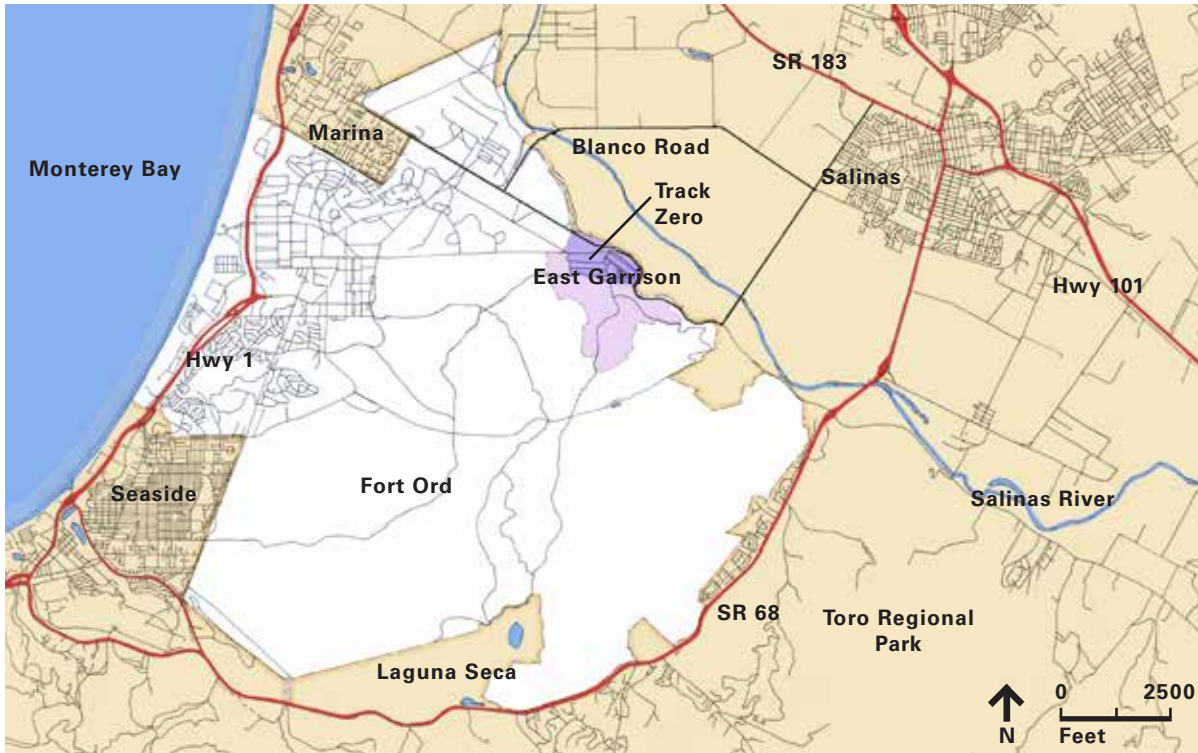 SR 183
Marina
Blanco Road
Monterey Bay
Salinas
Track
Zero
East Garrison
Hwy 101
Hwy 1
Fort Ord
Seaside
Salinas River
SR 68
Toro Regional
Park
Laguna Seca
0 2500
N Feet